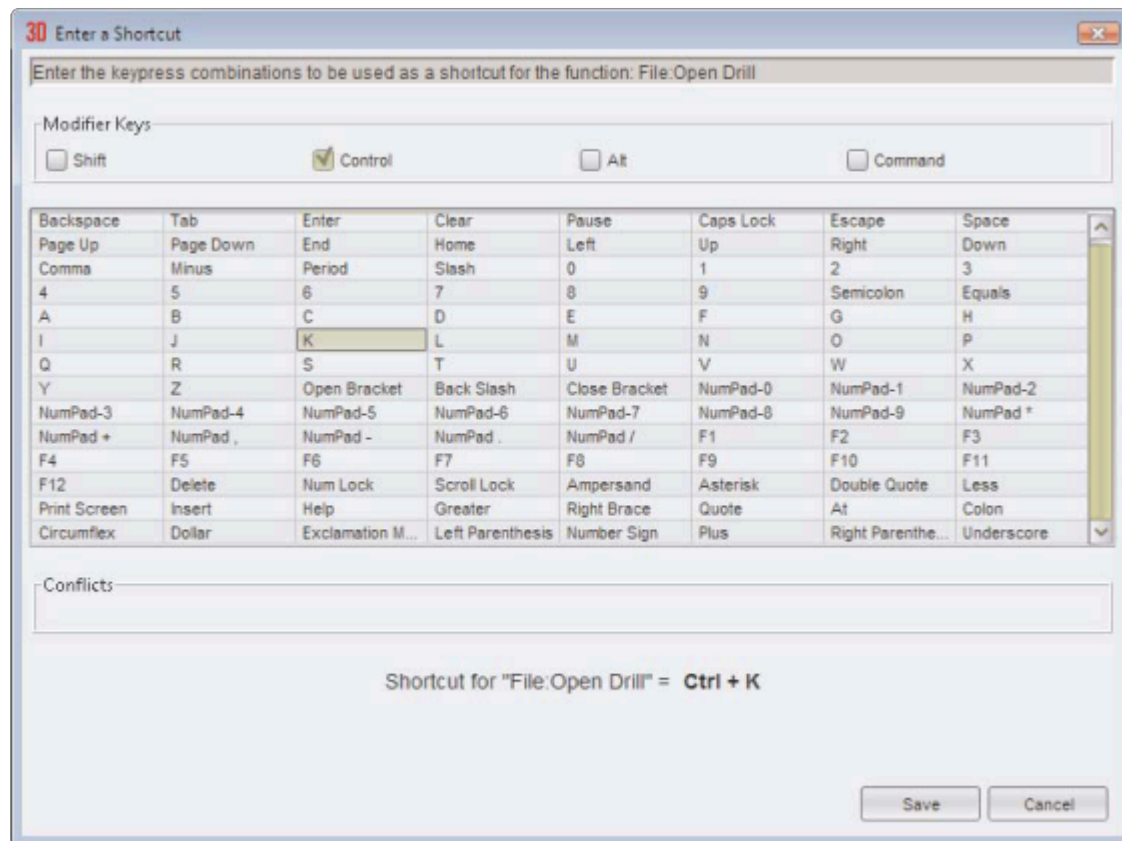 3D Enter a Shortcut
Enter the keypress combinations to be used as a shortcut for the function: File:Open Drill
Modifier Keys
Shift Control Alt Command
Backspace Tab Enter Clear Pause Caps Lock Escape Space
Page Up Page Down End Home Left Up Right Down
Comma Minus Period Slash 0 1 2 3
4 5 6 7 8 9 Semicolon Equals
A B C D E F G H
I J K L M N O P
Q R S T U V W X
Y Z Open Bracket Back Slash Close Bracket NumPad-0 NumPad-1 NumPad-2
NumPad-3 NumPad-4 NumPad-5 NumPad-6 NumPad-7 NumPad-8 NumPad-9 NumPad *
NumPad + NumPad , NumPad - NumPad . NumPad / F1 F2 F3
F4 F5 F6 F7 F8 F9 F10 F11
F12 Delete Num Lock Scroll Lock Ampersand Asterisk Double Quote Less
Print Screen Insert Help Greater Right Brace Quote At Colon
Circumflex Dollar Exclamation M... Left Parenthesis Number Sign Plus Right Parenthe... Underscore
Conflicts
Shortcut for "File:Open Drill" = Ctrl + K
Save Cancel